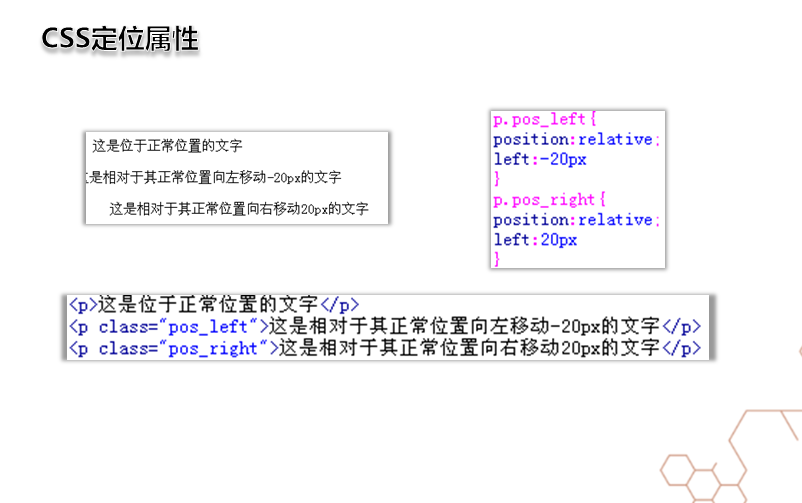 CSS定位属性
这是位于正常位置的文字
是相对于其正常位置向左移动-20px的文字
这是相对于其正常位置向右移动20px的文字
p.pos_left{
position:relative;
left:-20px
}
p.pos_right{
position:relative;
left:20px
}
<p>这是位于正常位置的文字</p>
<p class="pos_left">这是相对于其正常位置向左移动-20px的文字</p>
<p class="pos_right">这是相对于其正常位置向右移动20px的文字</p>